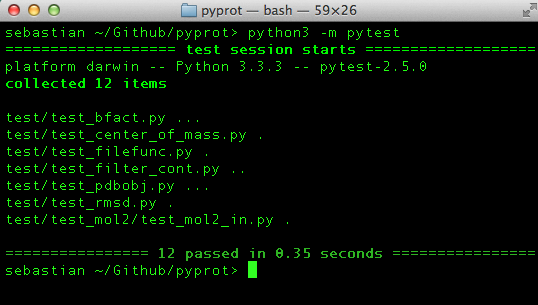 pyprot — bash — 59×26
sebastian ~/Github/pyprot> python3 -m pytest
=================== test session starts ===================
platform darwin -- Python 3.3.3 -- pytest-2.5.0
collected 12 items
test/test_bfact.py ...
test/test_center_of_mass.py .
test/test_filefunc.py .
test/test_filter_cont.py ..
test/test_pdbobj.py ...
test/test_rmsd.py .
test/test_mol2/test_mol2_in.py .
================ 12 passed in 0.35 seconds ================
sebastian ~/Github/pyprot>